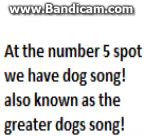 www.Bandicam.com
At the number 5 spot
we have dog song!
also known as the
greater dogs song!